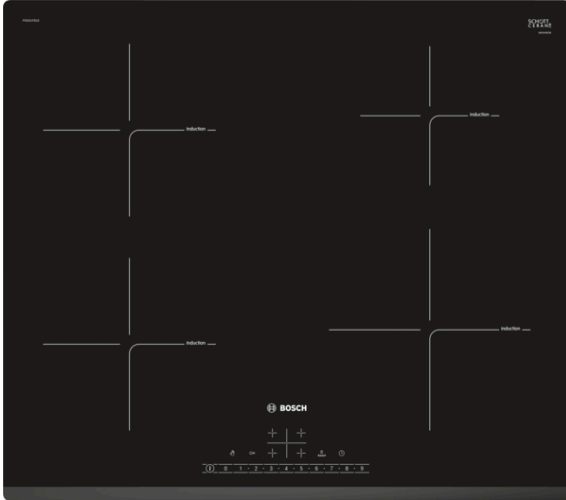 SCHOTT
CERAN®
induction
induction
induction
induction
BOSCH
0 1 · 2 · 3 · 4 · 5 · 6 · 7 · 8 · 9